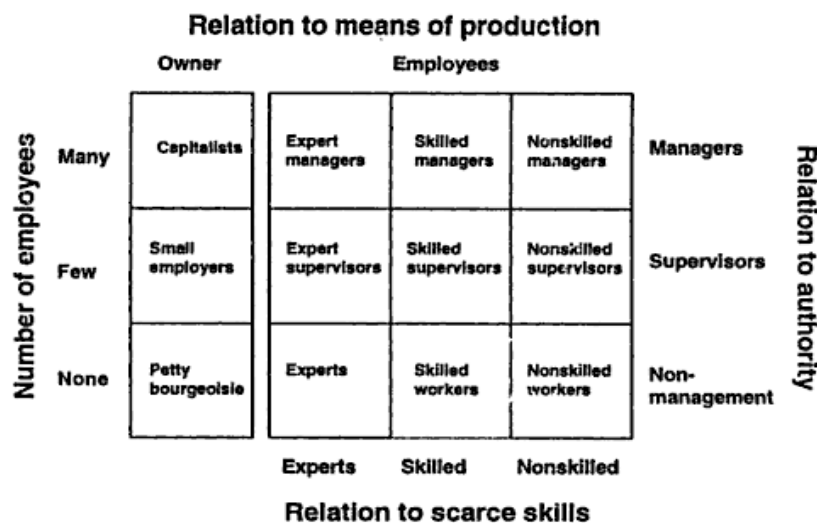 Relation to means of production
Owner
Employees
Number of employees
Many
Capitalists
Expert
managers
Skilled
managers
Nonskilled
managers
Managers
Relation to authority
Few
Small
employers
Expert
supervisors
Skilled
supervisors
Nonskilled
supervisors
Supervisors
None
Petty
bourgeoisie
Experts
Skilled
workers
Nonskilled
workers
Non-
management
Experts
Skilled
Nonskilled
Relation to scarce skills